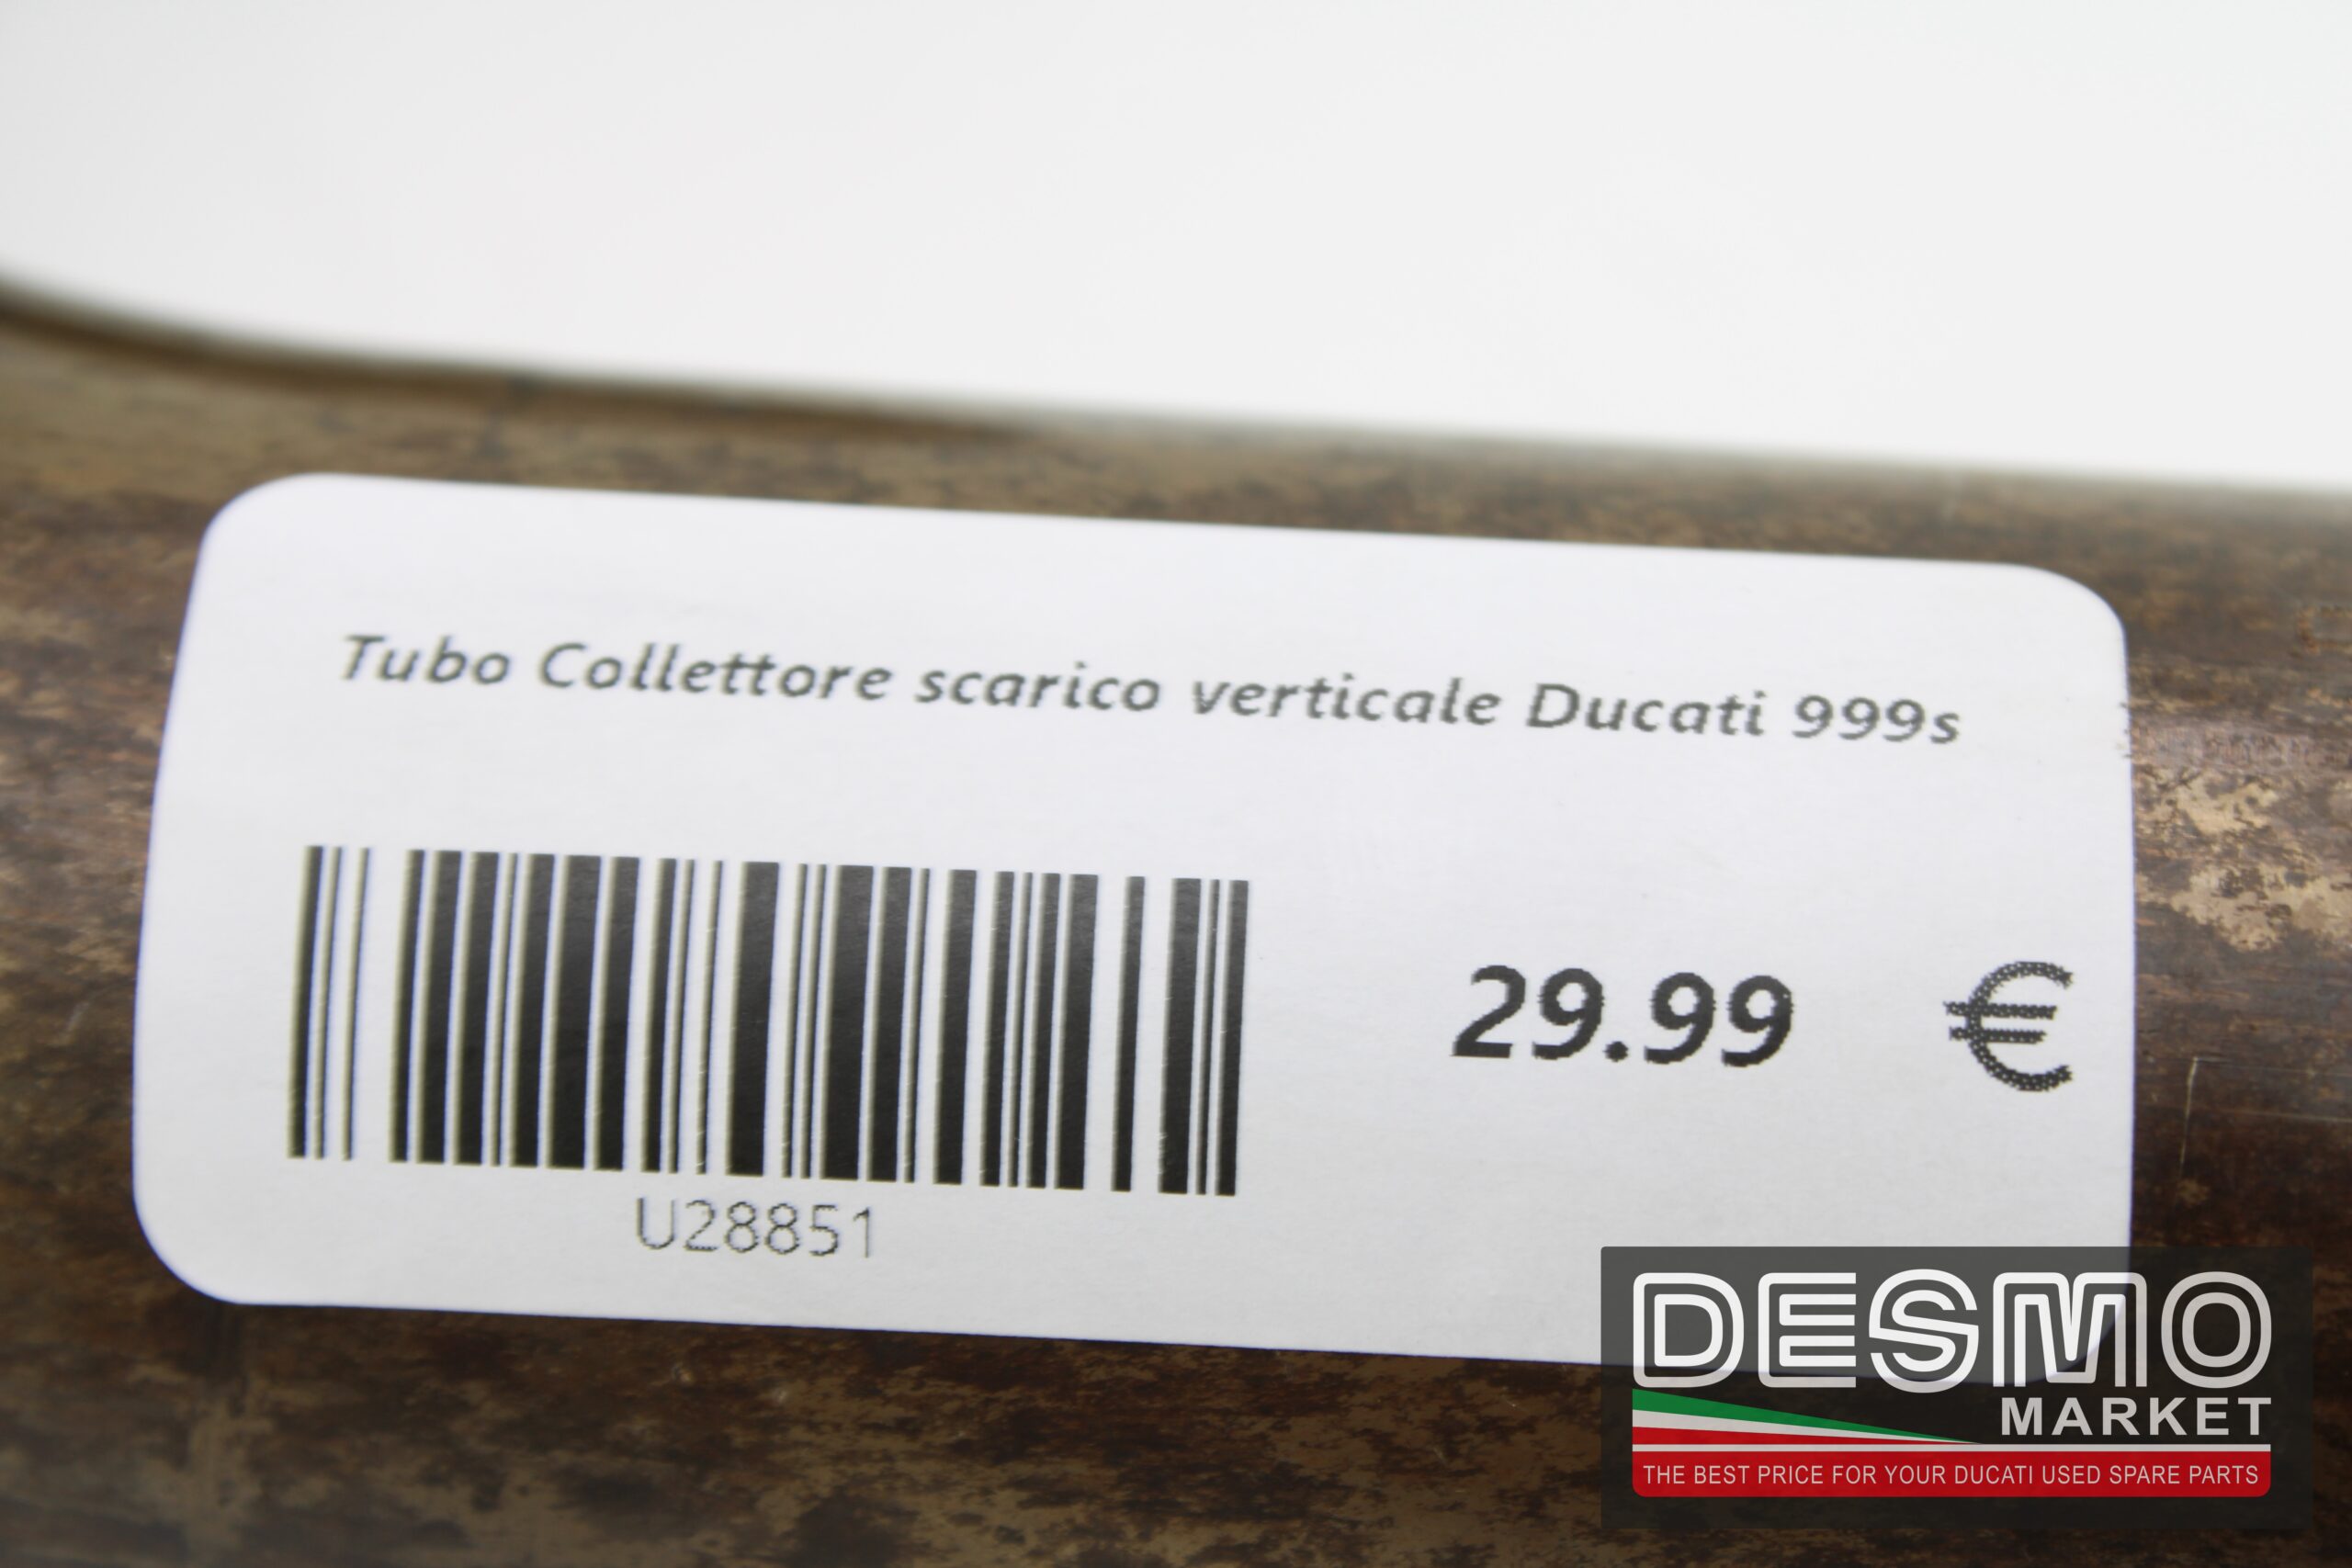 Tubo Collettore scarico verticale Ducati 999s
29.99 €
U28851
DESMO
MARKET
THE BEST PRICE FOR YOUR DUCATI USED SPARE PARTS